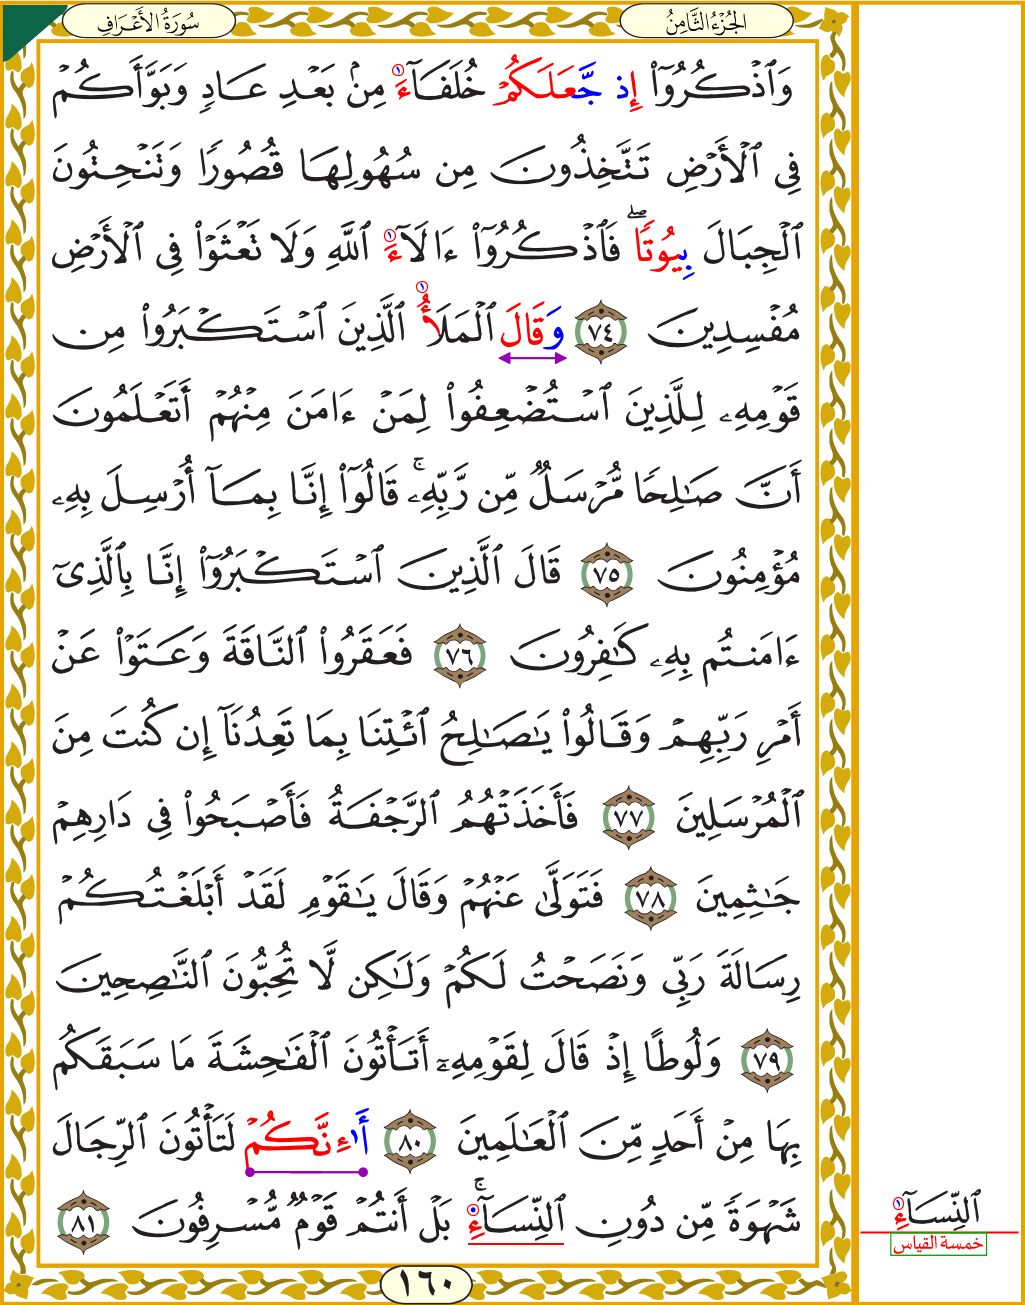 الجُزْءُ الثَّامِنُ
سُورَةُ الأَعْرَافِ
وَٱذۡكُرُوٓاْ إِذ جَّعَلَكُمۡ خُلَفَآءَ مِنۢ بَعۡدِ عَادٖ وَبَوَّأَكُمۡ
فِي ٱلۡأَرۡضِ تَتَّخِذُونَ مِن سُهُولِهَا قُصُورٗا وَتَنۡحِتُونَ
ٱلۡجِبَالَ بِيُوتٗاۖ فَٱذۡكُرُوٓاْ ءَالَآءَ ٱللَّهِ وَلَا تَعۡثَوۡاْ فِي ٱلۡأَرۡضِ
مُفۡسِدِينَ ٧٤ وَقَالَ ٱلۡمَلَأُ ٱلَّذِينَ ٱسۡتَكۡبَرُواْ مِن
قَوۡمِهِۦ لِلَّذِينَ ٱسۡتُضۡعِفُواْ لِمَنۡ ءَامَنَ مِنۡهُمۡ أَتَعۡلَمُونَ
أَنَّ صَٰلِحٗا مُّرۡسَلٞ مِّن رَّبِّهِۦۚ قَالُوٓاْ إِنَّا بِمَآ أُرۡسِلَ بِهِۦ
مُؤۡمِنُونَ ٧٥ قَالَ ٱلَّذِينَ ٱسۡتَكۡبَرُوٓاْ إِنَّا بِٱلَّذِيٓ
ءَامَنتُم بِهِۦ كَٰفِرُونَ ٧٦ فَعَقَرُواْ ٱلنَّاقَةَ وَعَتَوۡاْ عَنۡ
أَمۡرِ رَبِّهِمۡ وَقَالُواْ يَٰصَٰلِحُ ٱئۡتِنَا بِمَا تَعِدُنَآ إِن كُنتَ مِنَ
ٱلۡمُرۡسَلِينَ ٧٧ فَأَخَذَتۡهُمُ ٱلرَّجۡفَةُ فَأَصۡبَحُواْ فِي دَارِهِمۡ
جَٰثِمِينَ ٧٨ فَتَوَلَّىٰ عَنۡهُمۡ وَقَالَ يَٰقَوۡمِ لَقَدۡ أَبۡلَغۡتُكُمۡ
رِسَالَةَ رَبِّي وَنَصَحۡتُ لَكُمۡ وَلَٰكِن لَّا تُحِبُّونَ ٱلنَّٰصِحِينَ
٧٩ وَلُوطًا إِذۡ قَالَ لِقَوۡمِهِۦٓ أَتَأۡتُونَ ٱلۡفَٰحِشَةَ مَا سَبَقَكُم
بِهَا مِنۡ أَحَدٖ مِّنَ ٱلۡعَٰلَمِينَ ٨٠ أَاْءِنَّكُمۡ لَتَأۡتُونَ ٱلرِّجَالَ
شَهۡوَةٗ مِّن دُونِ ٱلنِّسَآءِۚ بَلۡ أَنتُمۡ قَوۡمٞ مُّسۡرِفُونَ ٨١
ٱلنِّسَآءِ
خمسة القياس
١٦٠